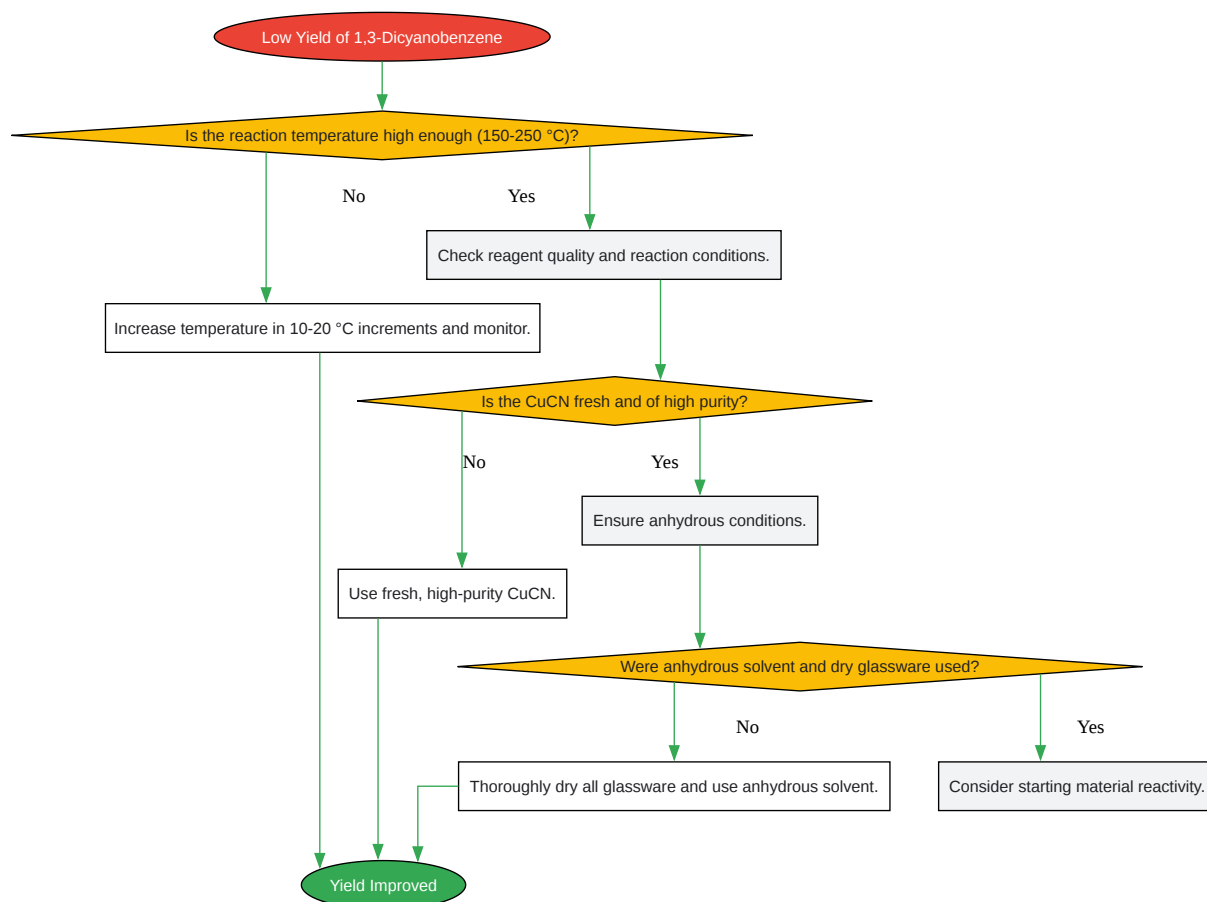 Low Yield of 1,3-Dicyanobenzene
Is the reaction temperature high enough (150-250 °C)?
No
Yes
Check reagent quality and reaction conditions.
Increase temperature in 10-20 °C increments and monitor.
Is the CuCN fresh and of high purity?
No
Yes
Ensure anhydrous conditions.
Use fresh, high-purity CuCN.
Were anhydrous solvent and dry glassware used?
No
Yes
Thoroughly dry all glassware and use anhydrous solvent.
Consider starting material reactivity.
Yield Improved